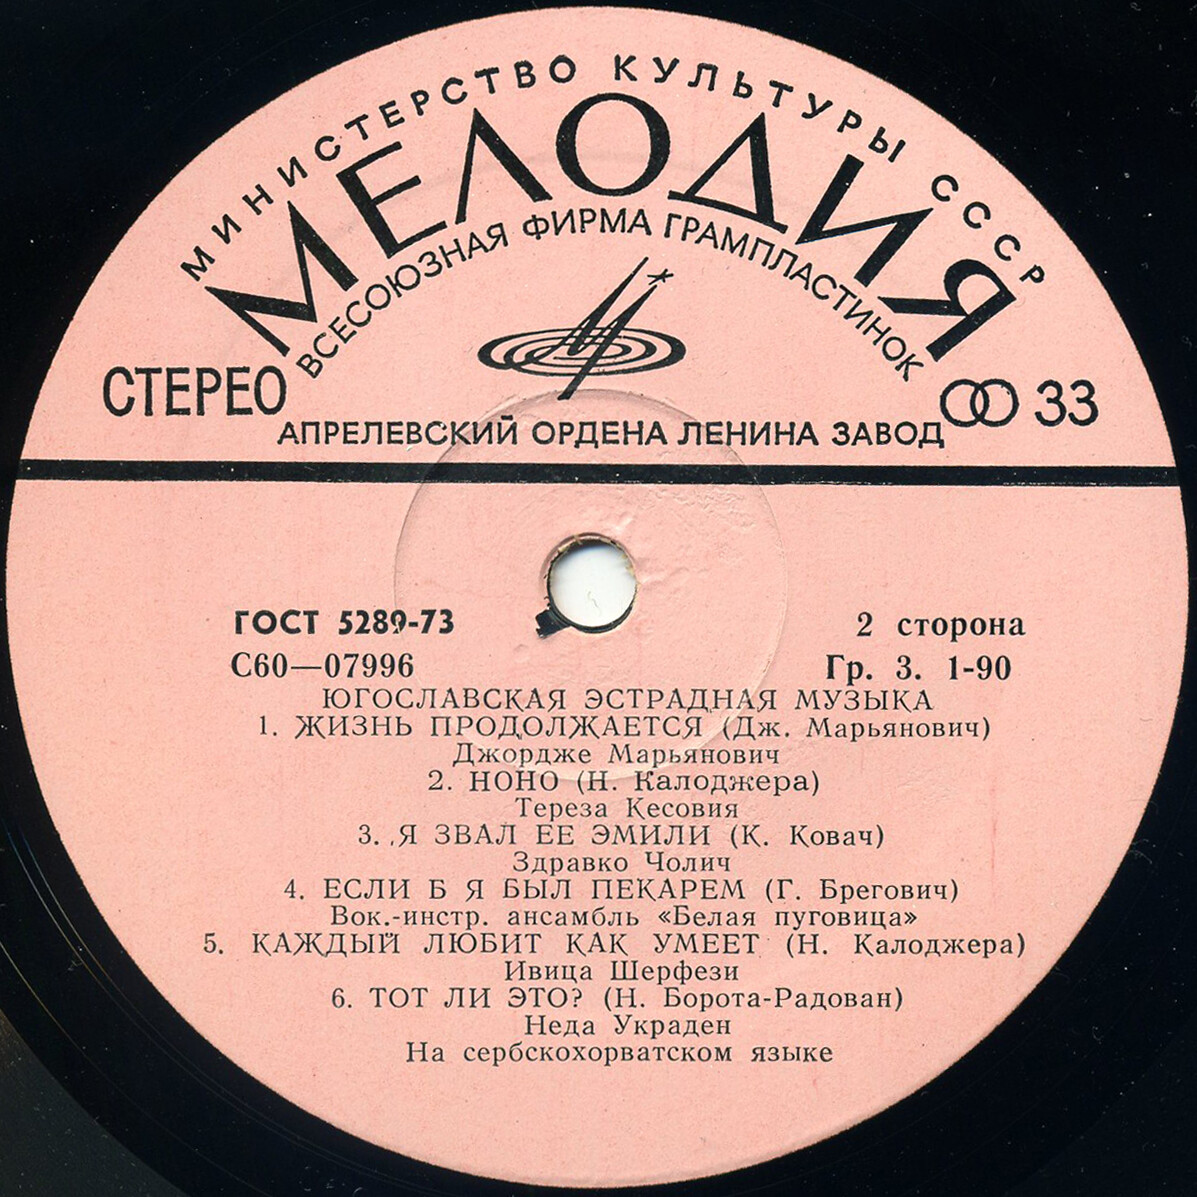 МИНИСТЕРСТВО КУЛЬТУРЫ СССР
МЕЛОДИЯ
ВСЕСОЮЗНАЯ ФИРМА ГРАМПЛАСТИНОК
СТЕРЕО
33
АПРЕЛЕВСКИЙ ОРДЕНА ЛЕНИНА ЗАВОД
ГОСТ 5289-73
2 сторона
С60—07996
Гр. 3. 1-90
ЮГОСЛАВСКАЯ ЭСТРАДНАЯ МУЗЫКА
1. ЖИЗНЬ ПРОДОЛЖАЕТСЯ (Дж. Марьянович)
Джордже Марьянович
2. НОНО (Н. Калоджера)
Тереза Кесовия
3. Я ЗВАЛ ЕЕ ЭМИЛИ (К. Ковач)
Здравко Чолич
4. ЕСЛИ Б Я БЫЛ ПЕКАРЕМ (Г. Брегович)
Вок.-инстр. ансамбль «Белая пуговица»
5. КАЖДЫЙ ЛЮБИТ КАК УМЕЕТ (Н. Калоджера)
Ивица Шерфези
6. ТОТ ЛИ ЭТО? (Н. Борота-Радован)
Неда Украден
На сербскохорватском языке